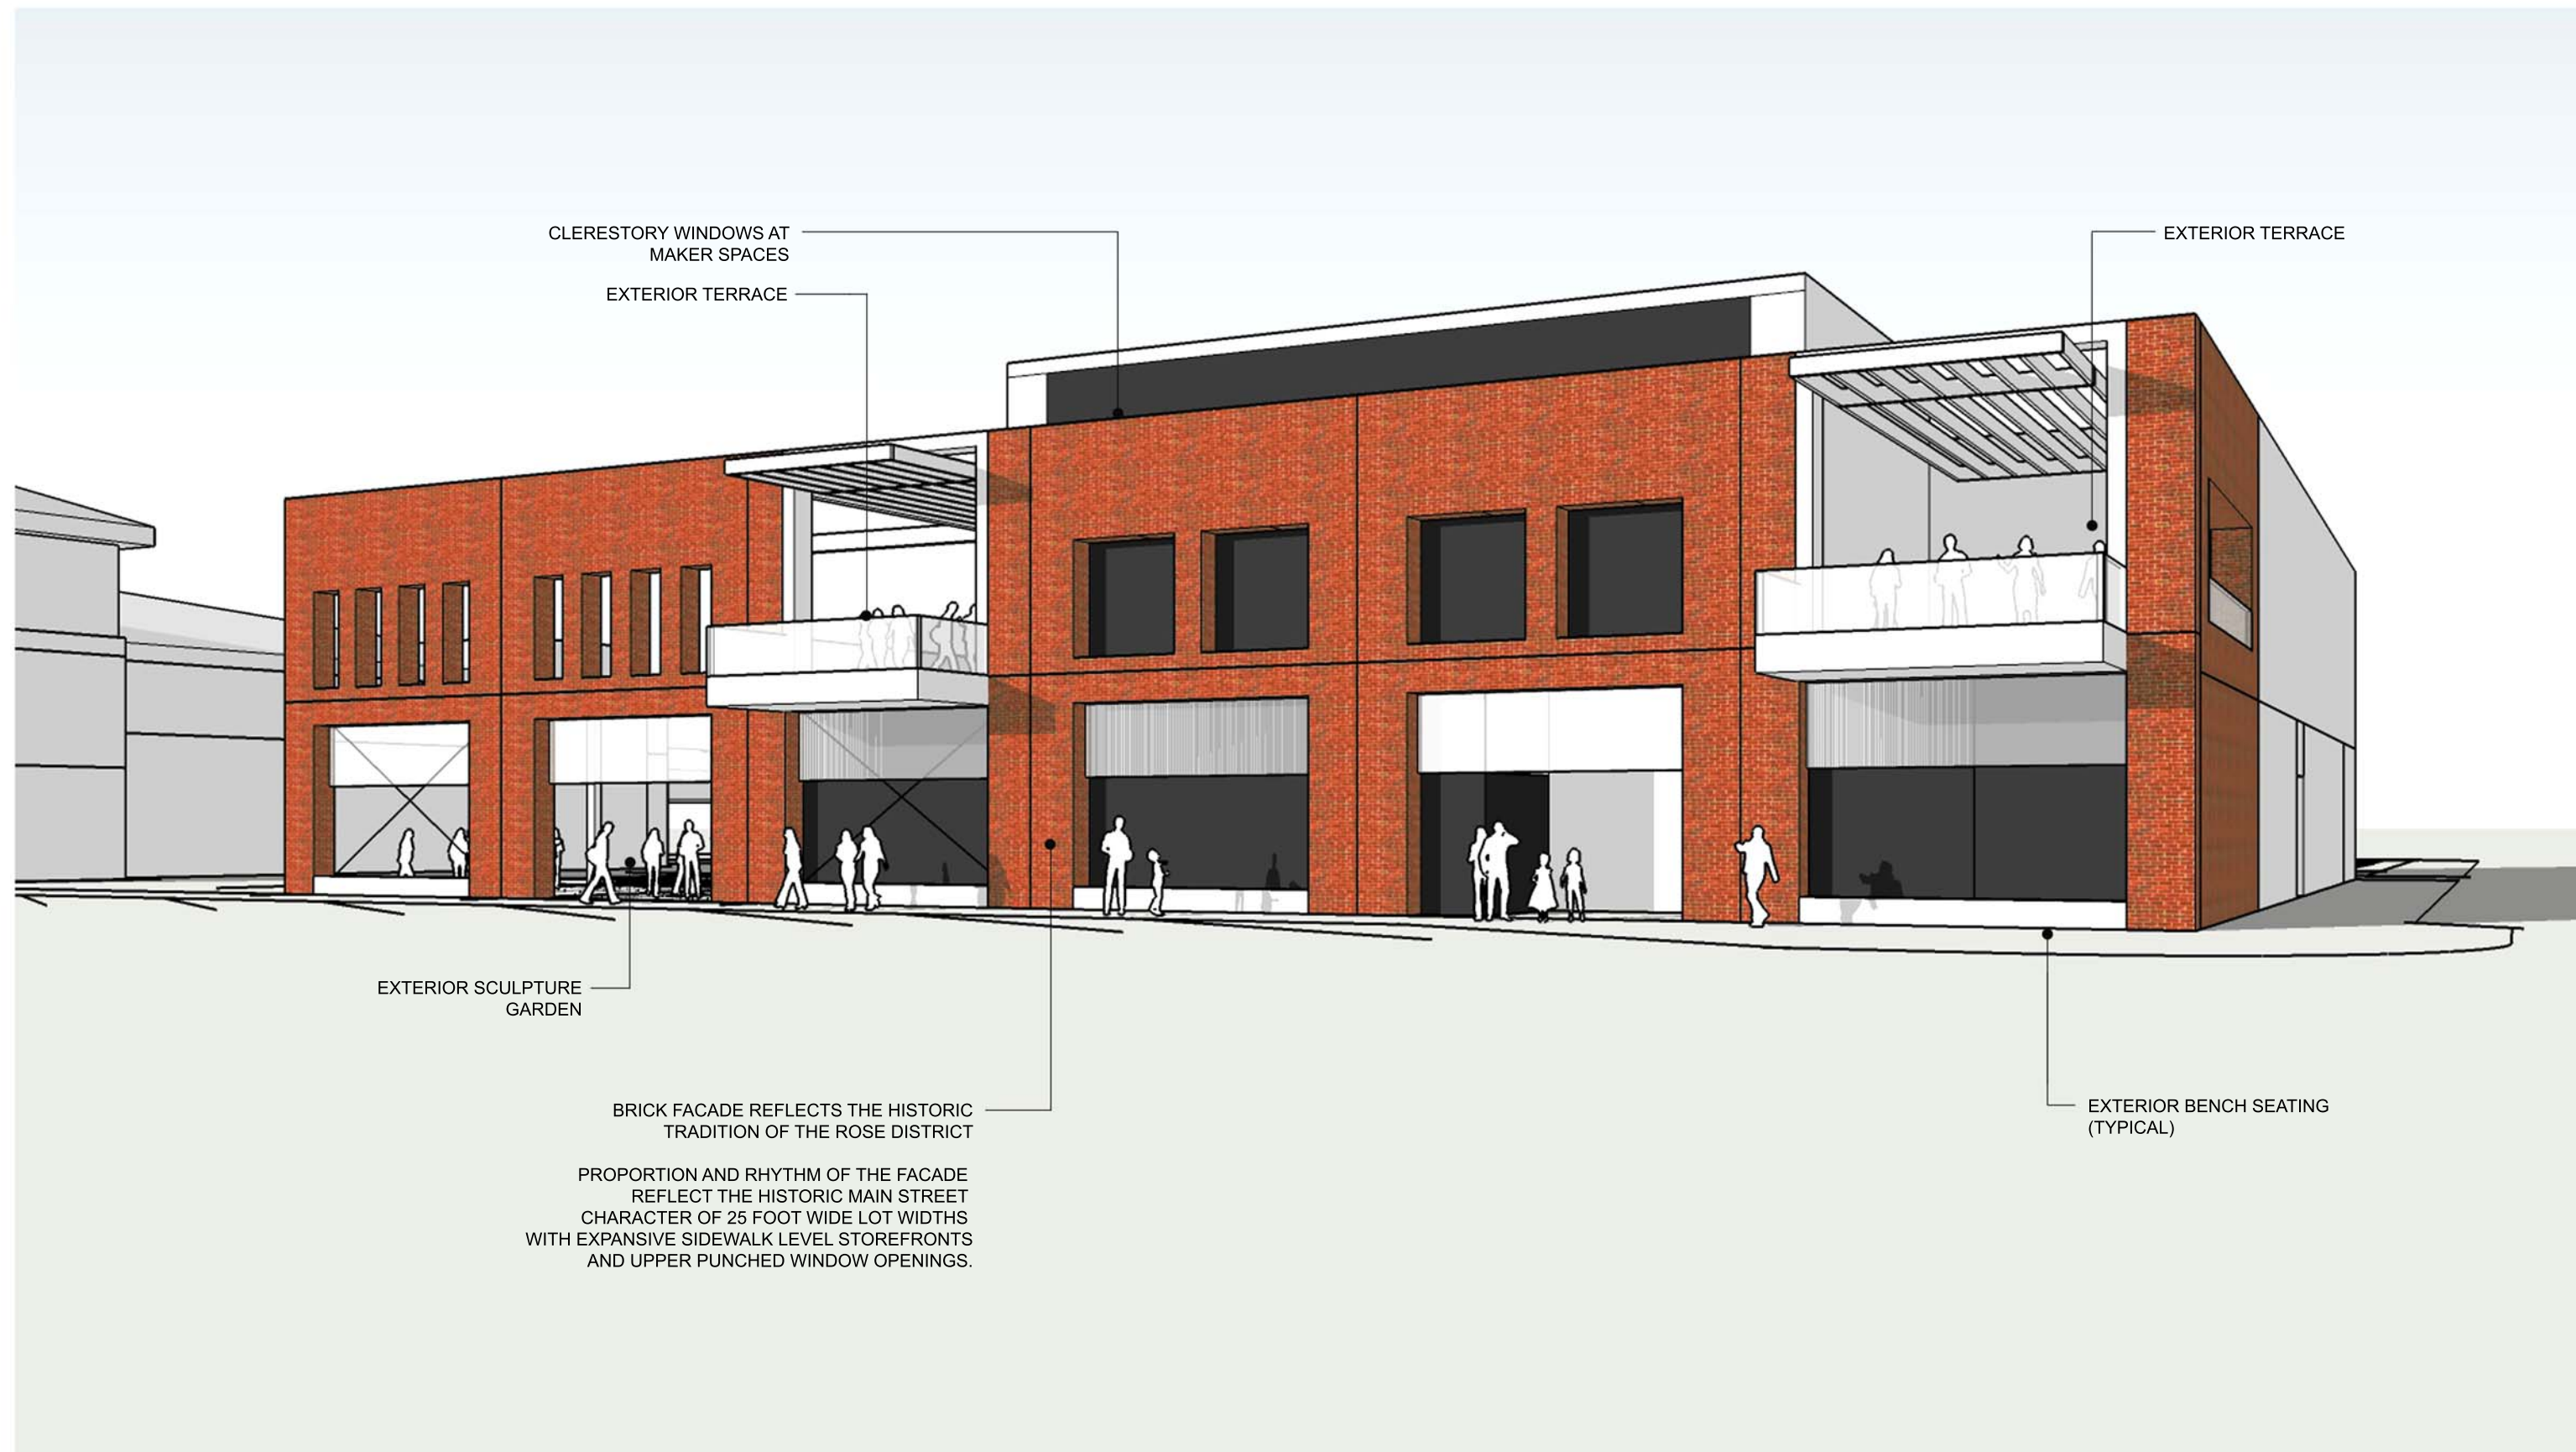 CLERESTORY WINDOWS AT
MAKER SPACES
EXTERIOR TERRACE
EXTERIOR TERRACE
EXTERIOR SCULPTURE
GARDEN
BRICK FACADE REFLECTS THE HISTORIC
TRADITION OF THE ROSE DISTRICT
PROPORTION AND RHYTHM OF THE FACADE
REFLECT THE HISTORIC MAIN STREET
CHARACTER OF 25 FOOT WIDE LOT WIDTHS
WITH EXPANSIVE SIDEWALK LEVEL STOREFRONTS
AND UPPER PUNCHED WINDOW OPENINGS.
EXTERIOR BENCH SEATING
(TYPICAL)